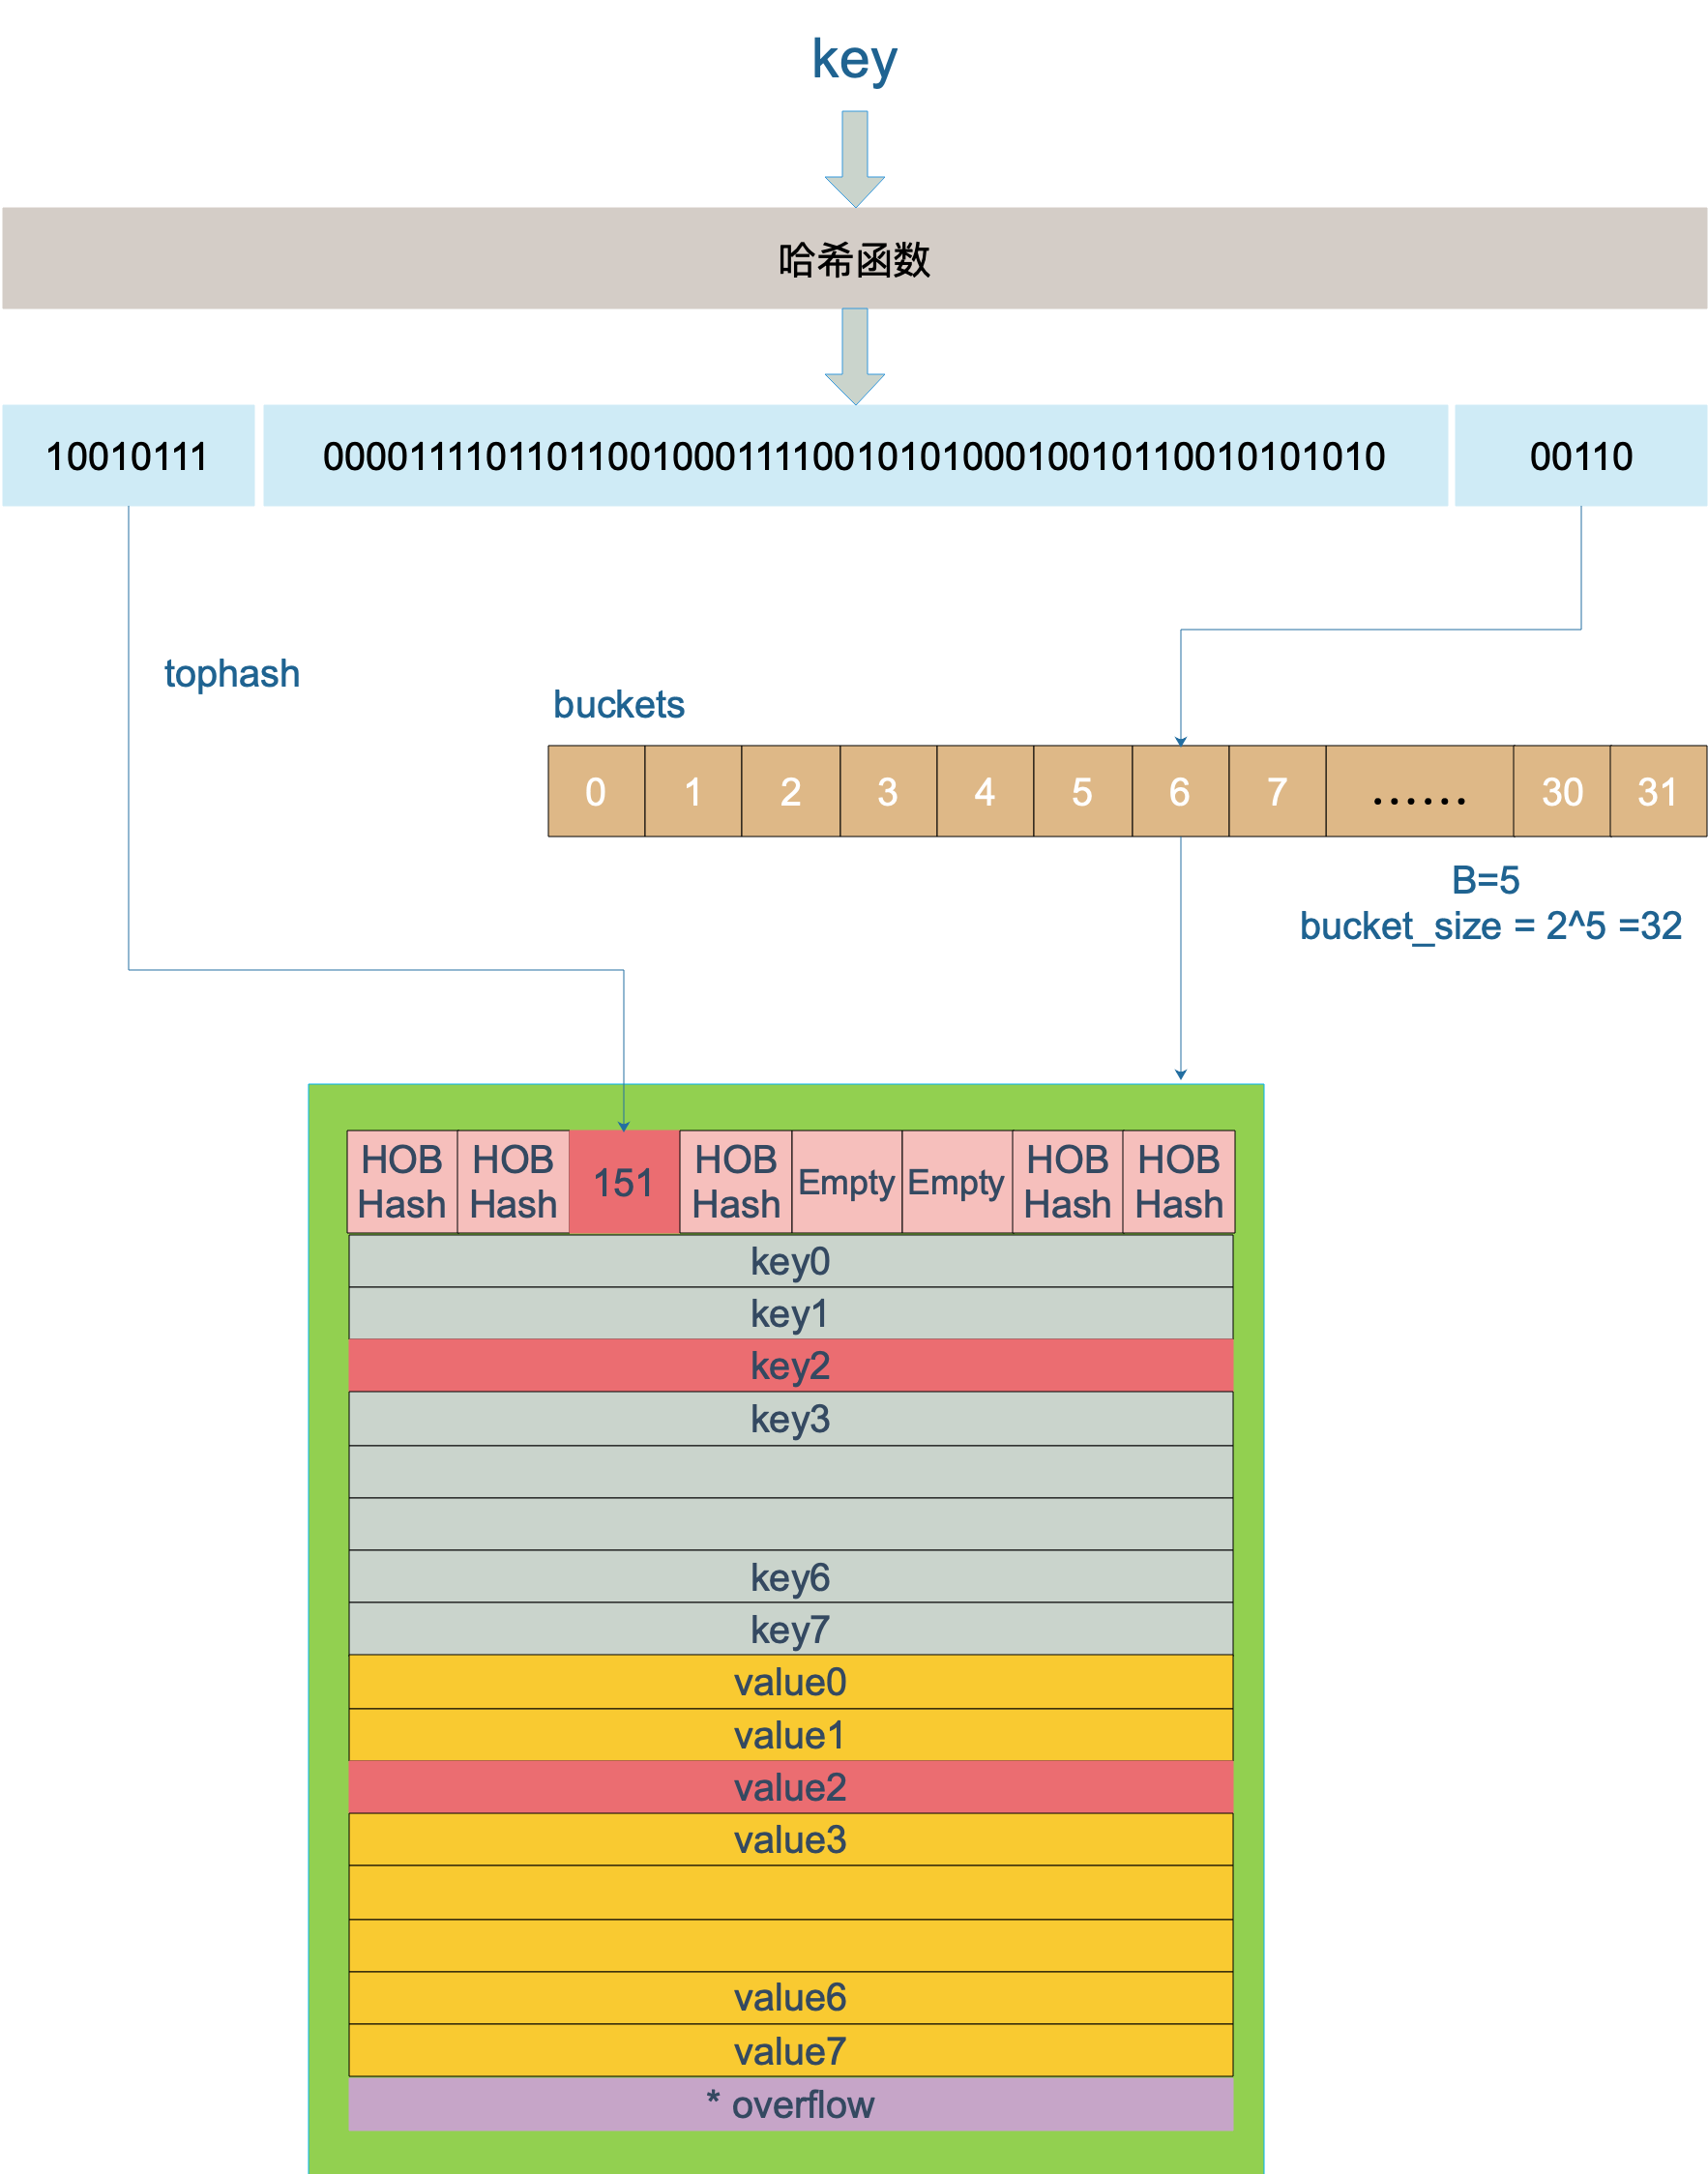 key
哈希函数
10010111
000011110110110010001111001010100010010110010101010
00110
tophash
buckets
0
1
2
3
4
5
6
7
......
30
31
B=5
bucket_size = 2^5 =32
HOB
Hash
HOB
Hash
151
HOB
Hash
Empty
Empty
HOB
Hash
HOB
Hash
key0
key1
key2
key3
key6
key7
value0
value1
value2
value3
value6
value7
* overflow